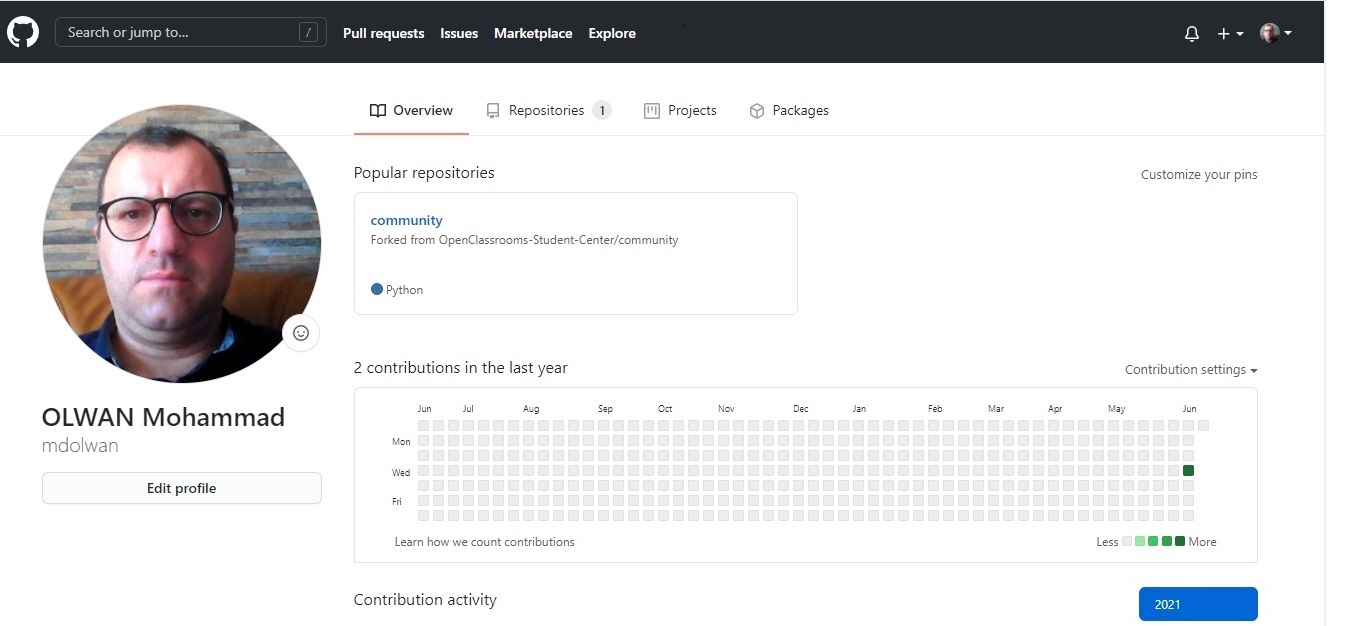 Search or jump to... /
Pull requests Issues Marketplace Explore
Overview Repositories 1 Projects Packages
Popular repositories
Customize your pins
community
Forked from OpenClassrooms-Student-Center/community
Python
OLWAN Mohammad
mdolwan
Edit profile
2 contributions in the last year
Contribution settings
Jun Jul Aug Sep Oct Nov Dec Jan Feb Mar Apr May Jun
Mon
Wed
Fri
Learn how we count contributions
Less More
Contribution activity
2021